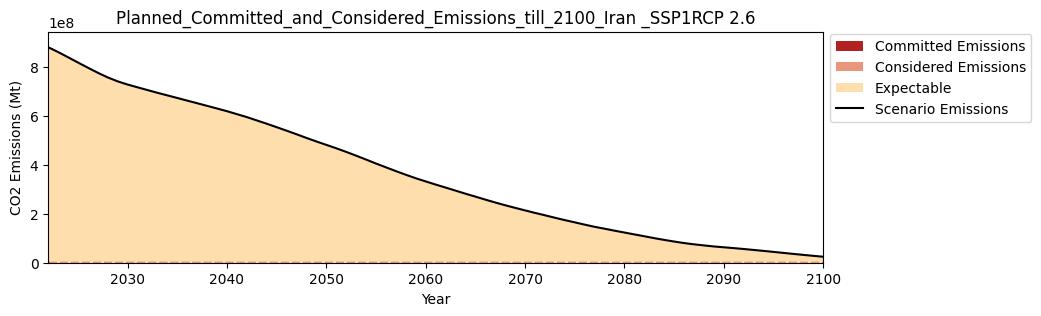 Planned_Committed_and_Considered_Emissions_till_2100_Iran _SSP1RCP 2.6
1e8
8
6
4
2
0
CO2 Emissions (Mt)
2030 2040 2050 2060 2070 2080 2090 2100
Year
Committed Emissions
Considered Emissions
Expectable
Scenario Emissions